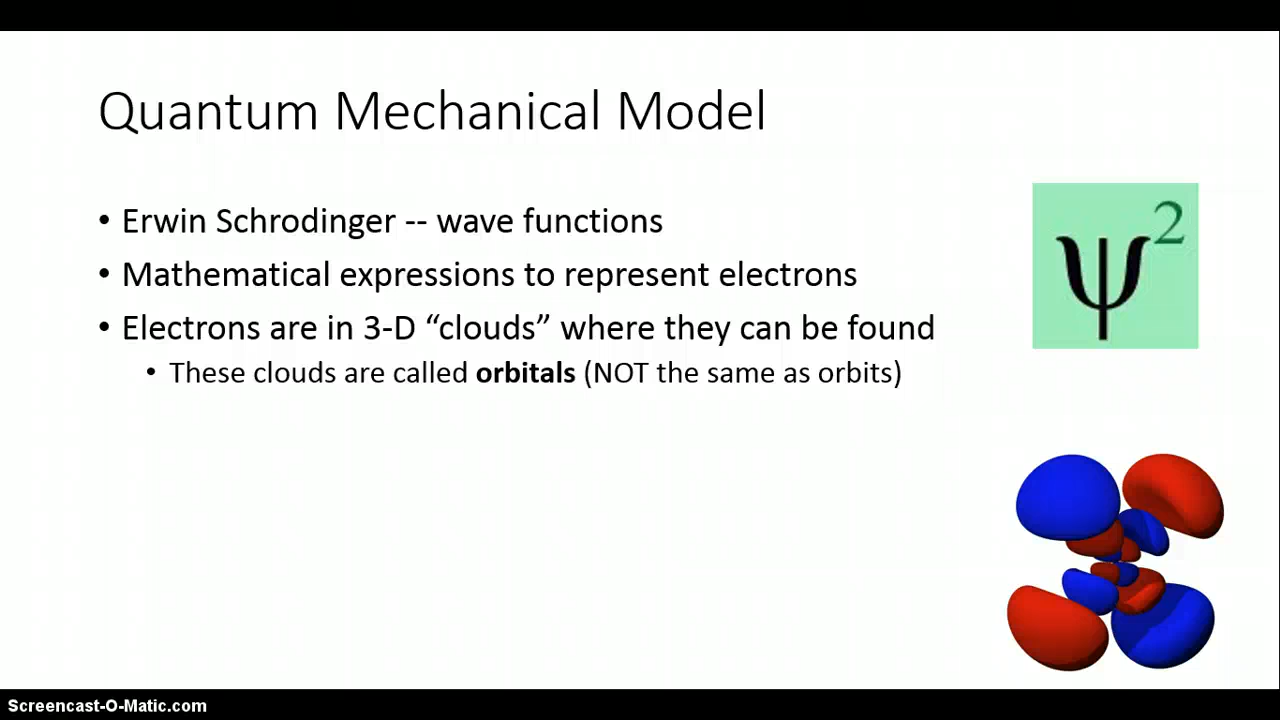 Quantum Mechanical Model
• Erwin Schrodinger -- wave functions
• Mathematical expressions to represent electrons
• Electrons are in 3-D “clouds” where they can be found
• These clouds are called orbitals (NOT the same as orbits)
ψ²
Screencast-O-Matic.com